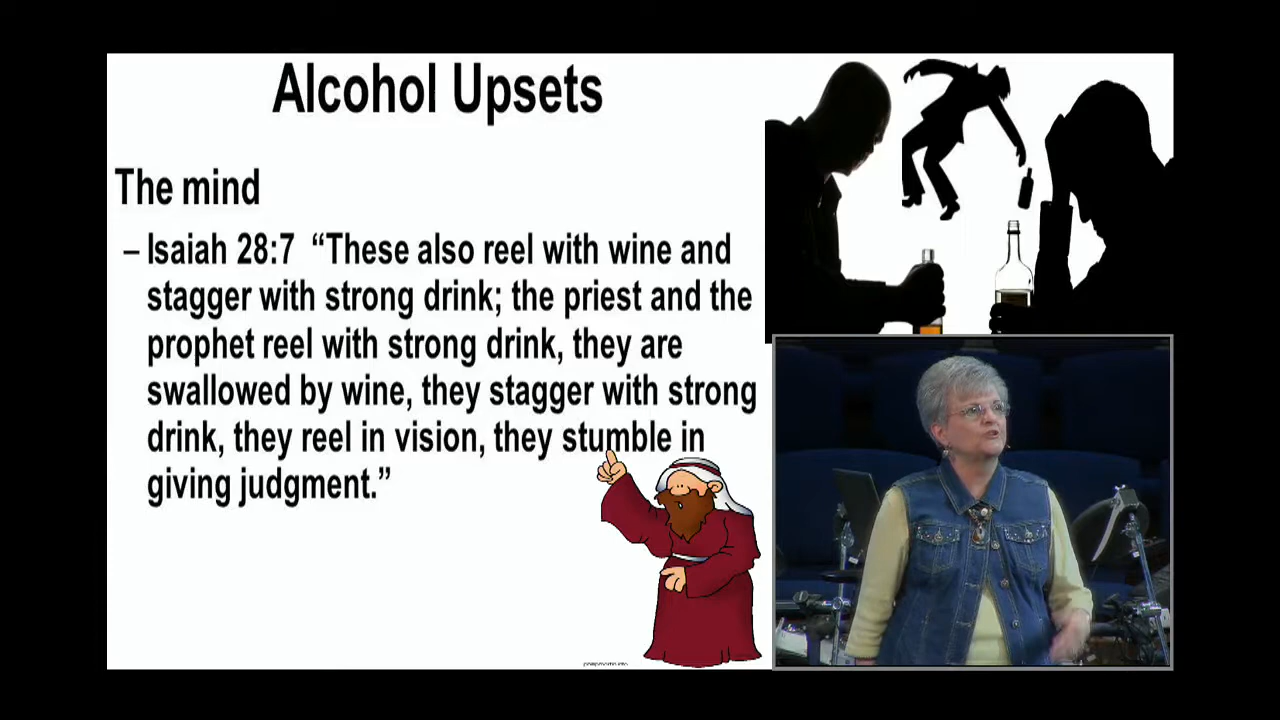 Alcohol Upsets
The mind
– Isaiah 28:7 “These also reel with wine and
stagger with strong drink; the priest and the
prophet reel with strong drink, they are
swallowed by wine, they stagger with strong
drink, they reel in vision, they stumble in
giving judgment.”